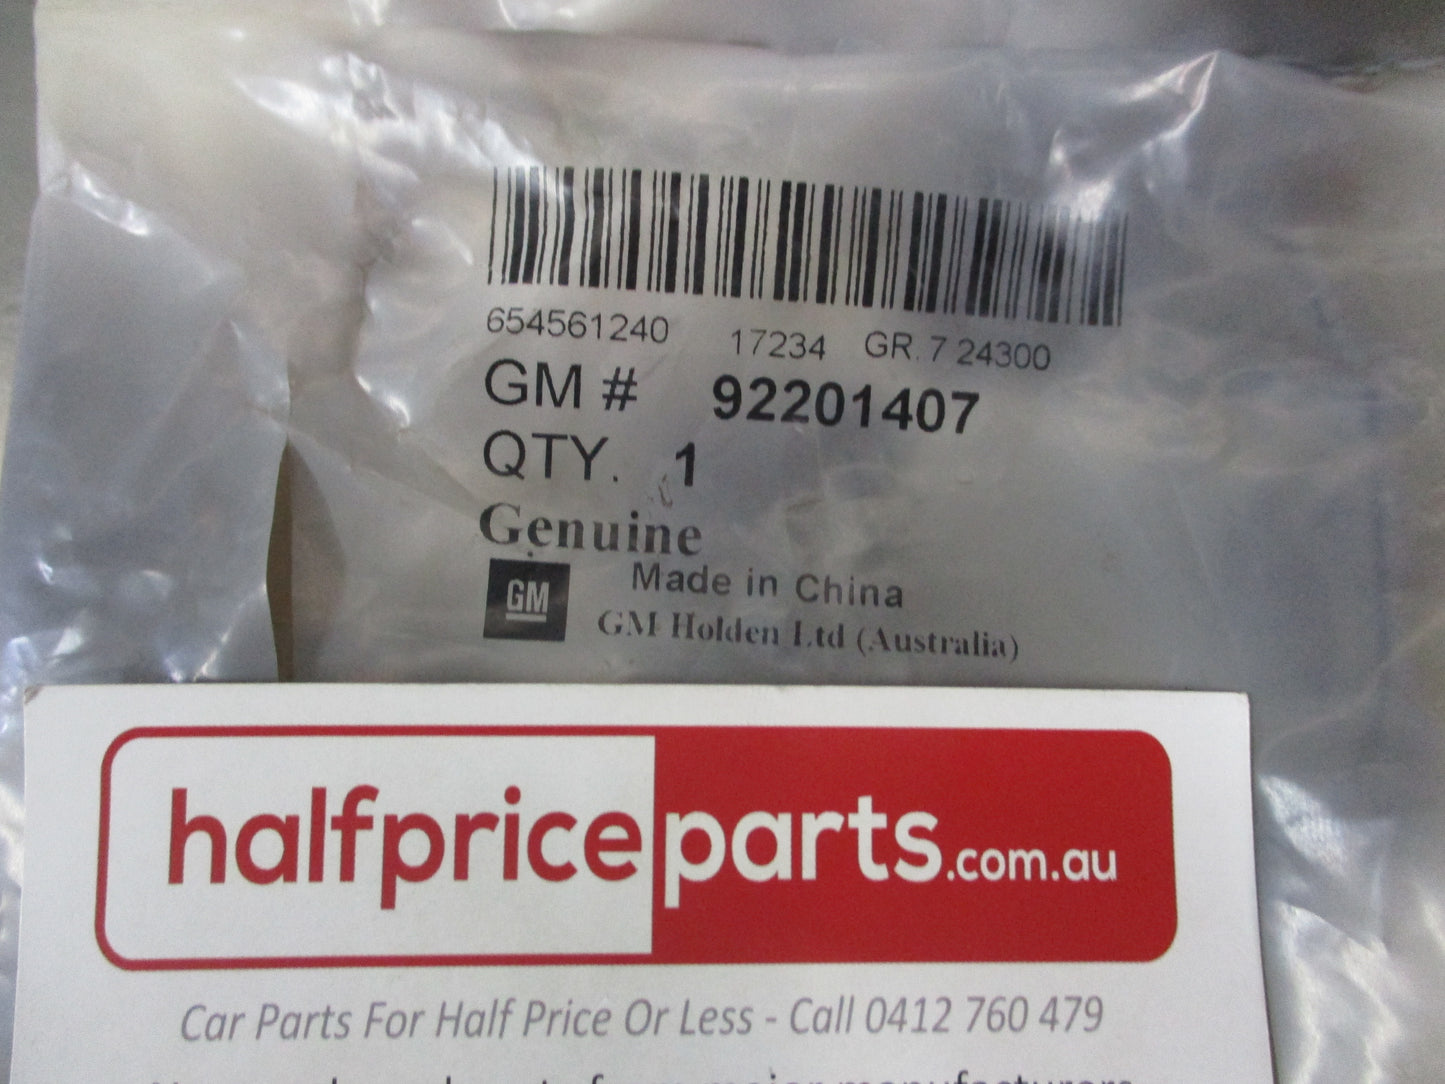 654561240 17234 GR. 7 24300
GM # 92201407
QTY. 1
Genuine
GM Made in China
GM Holden Ltd (Australia)
halfpriceparts.com.au
Car Parts For Half Price Or Less - Call 0412 760 479